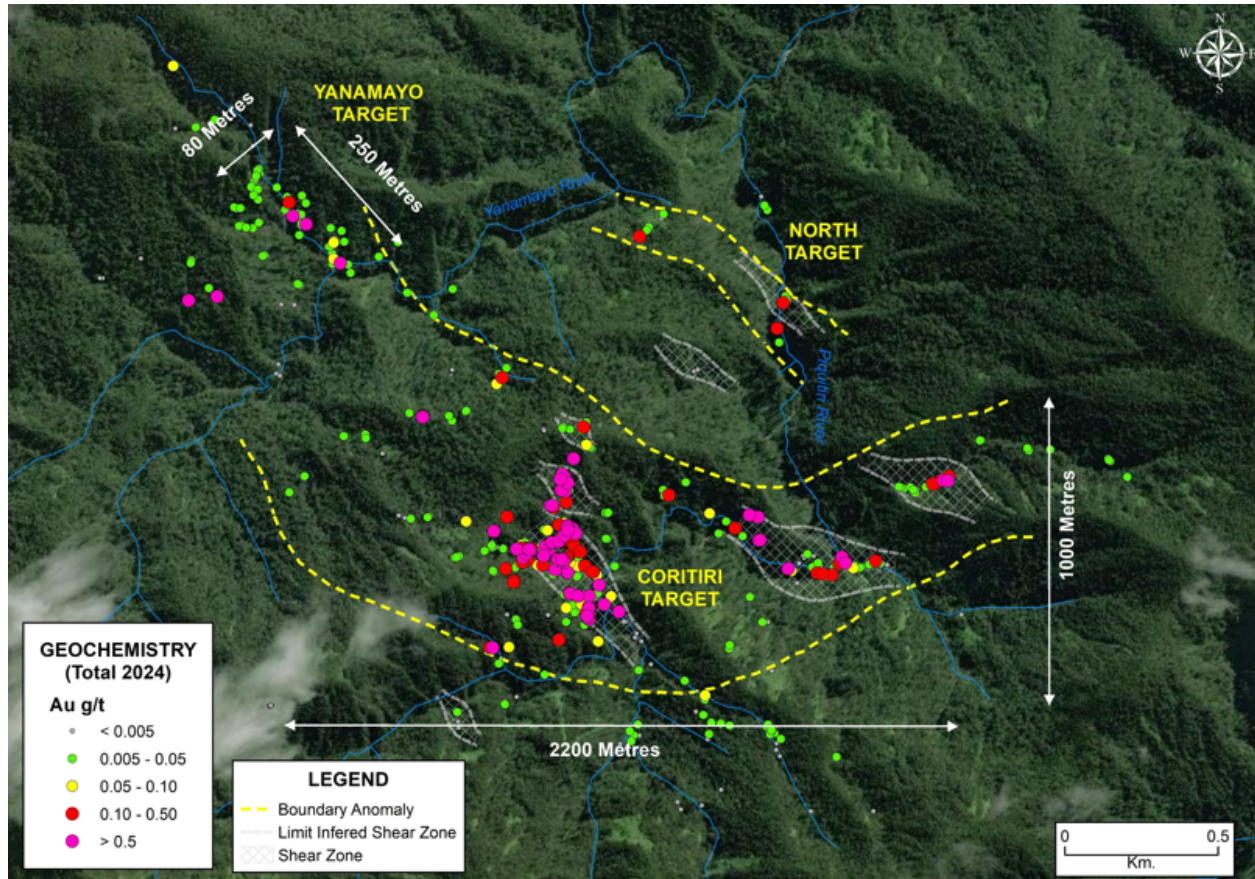 N
W
E
S
YANAMAYO
TARGET
80 Metres
250 Metres
Yanamayo River
NORTH
TARGET
Piquitiri River
1000 Metres
CORITIRI
TARGET
2200 Metres
GEOCHEMISTRY
(Total 2024)
Au g/t
< 0.005
0.005 - 0.05
0.05 - 0.10
0.10 - 0.50
> 0.5
LEGEND
Boundary Anomaly
Limit Infered Shear Zone
Shear Zone
0
0.5
Km.